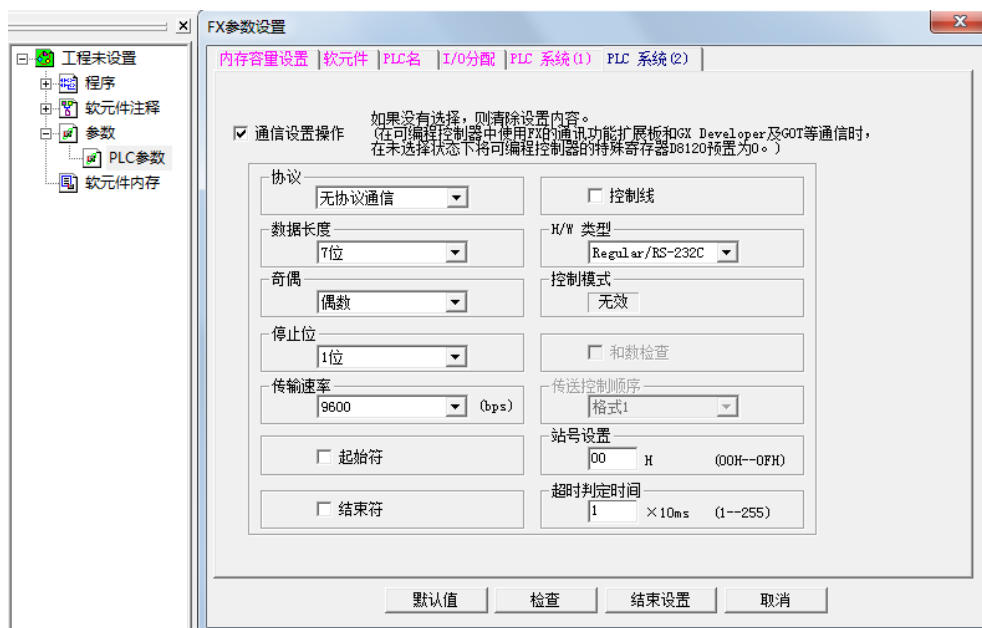 FX参数设置
工程未设置
程序
软元件注释
参数
PLC参数
软元件内存
内存容量设置 软元件 PLC名 I/O分配 PLC 系统(1) PLC 系统(2)
通信设置操作
如果没有选择，则清除设置内容。
(在可编程控制器中使用FX的通讯功能扩展板和GX Developer及GOT等通信时，
在未选择状态下将可编程控制器的特殊寄存器D8120预置为0。)
协议
无协议通信
控制线
数据长度
7位
H/W 类型
Regular/RS-232C
奇偶
偶数
控制模式
无效
停止位
1位
和数检查
传输速率
9600 (bps)
传送控制顺序
格式1
起始符
站号设置
00 H (00H--0FH)
结束符
超时判定时间
1 ×10ms (1--255)
默认值 检查 结束设置 取消